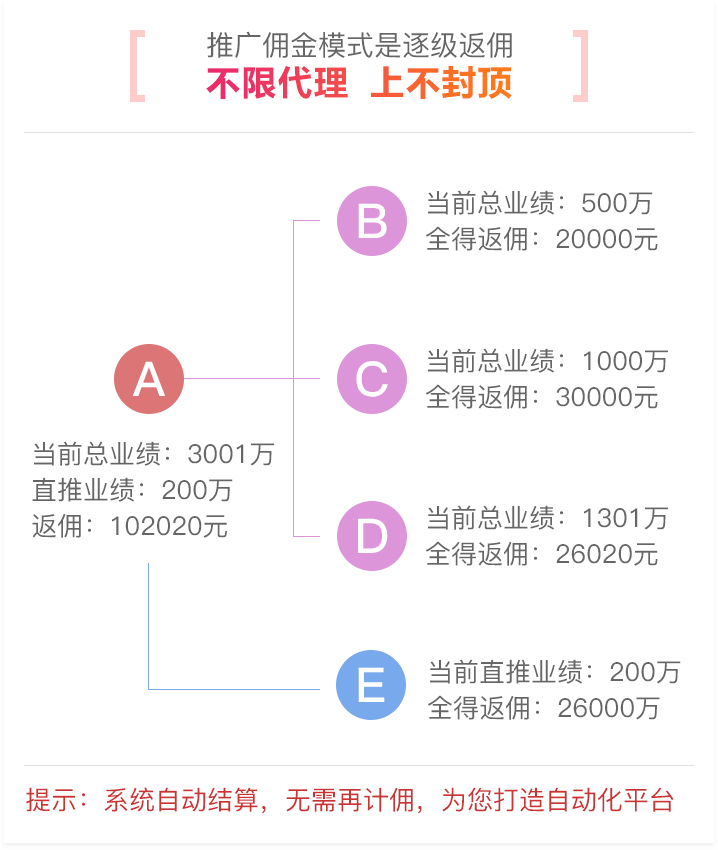 推广佣金模式是逐级返佣
不限代理 上不封顶
B
当前总业绩：500万
全得返佣：20000元
A
C
当前总业绩：1000万
全得返佣：30000元
当前总业绩：3001万
直推业绩：200万
返佣：102020元
D
当前总业绩：1301万
全得返佣：26020元
E
当前直推业绩：200万
全得返佣：26000万
提示：系统自动结算，无需再计佣，为您打造自动化平台